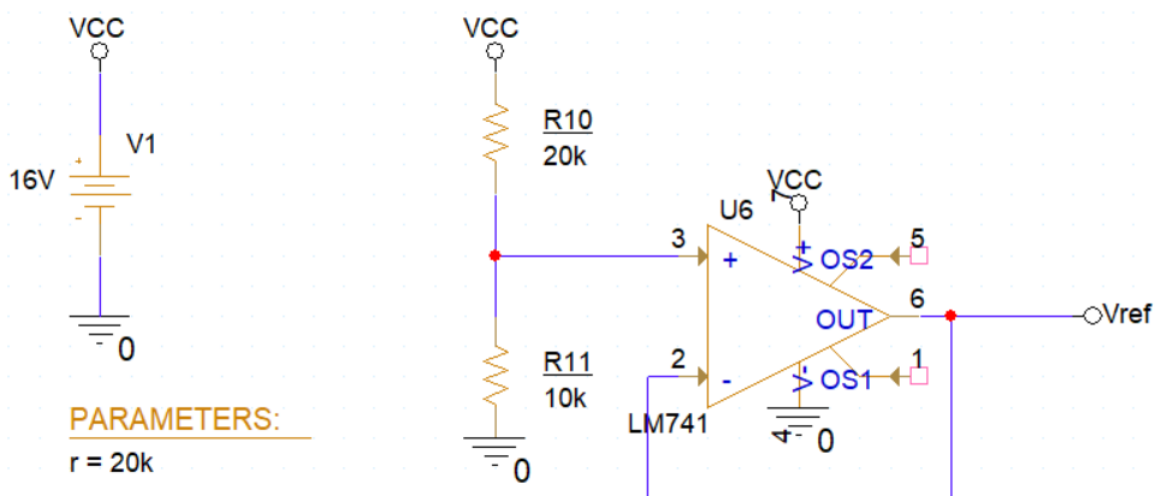 VCC
V1
16V
+
-
0
PARAMETERS:
r = 20k
VCC
R10
20k
R11
10k
0
VCC
7
U6
3
+
V+
OS2
5
OUT
6
Vref
2
-
V-
OS1
1
LM741
4
0